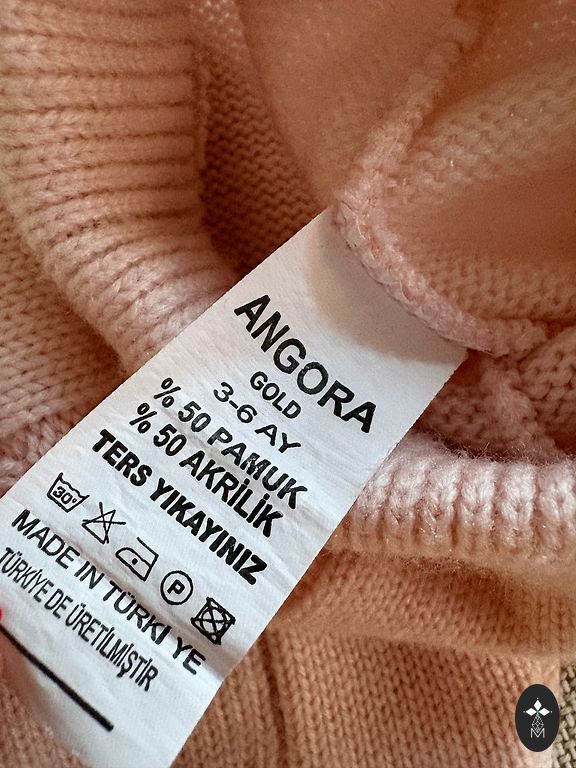 ANGORA
GOLD
3-6 AY
% 50 PAMUK
% 50 AKRİLİK
TERS YIKAYINIZ
30°
P
MADE IN TÜRKİ YE
TÜRKİYE DE ÜRETİLMİŞTİR
M